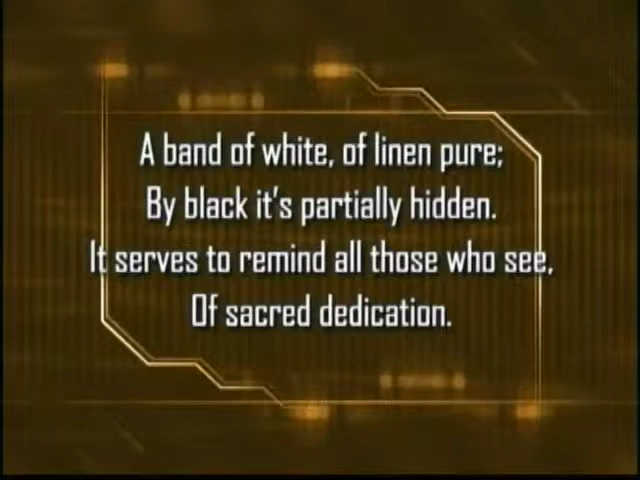 A band of white, of linen pure;
By black it's partially hidden.
It serves to remind all those who see,
Of sacred dedication.